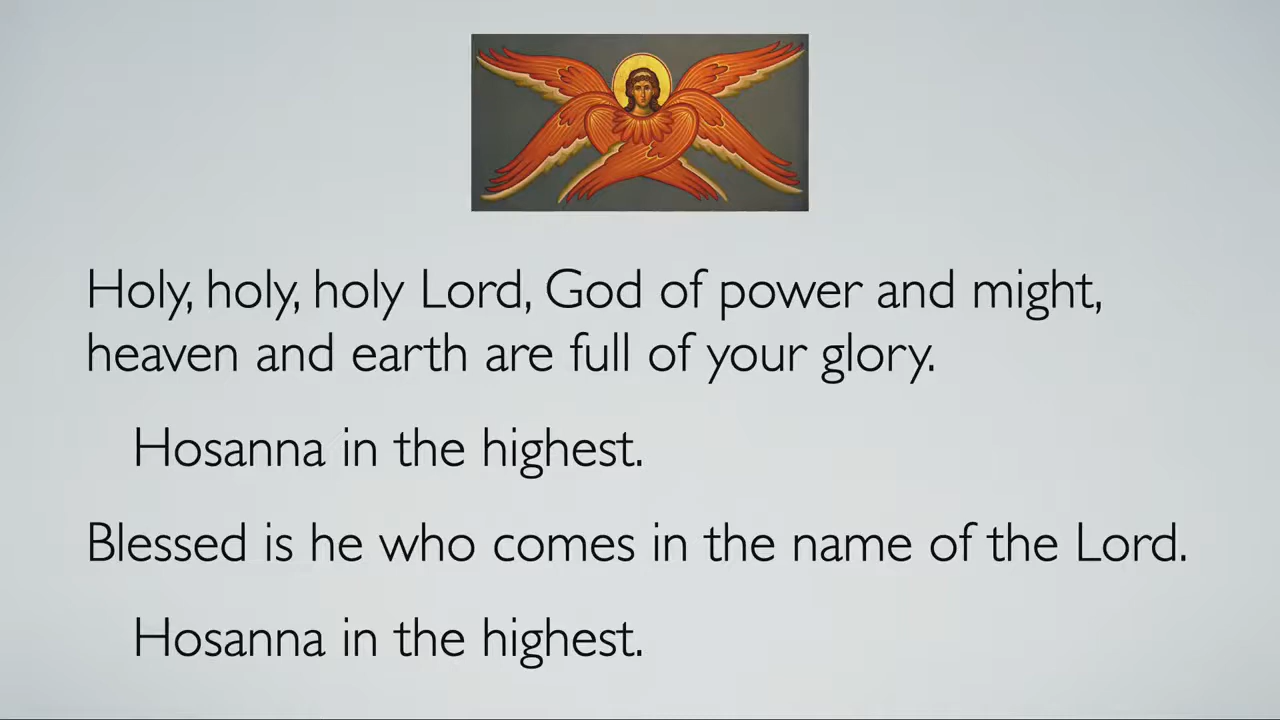 Holy, holy, holy Lord, God of power and might,
heaven and earth are full of your glory.
Hosanna in the highest.
Blessed is he who comes in the name of the Lord.
Hosanna in the highest.